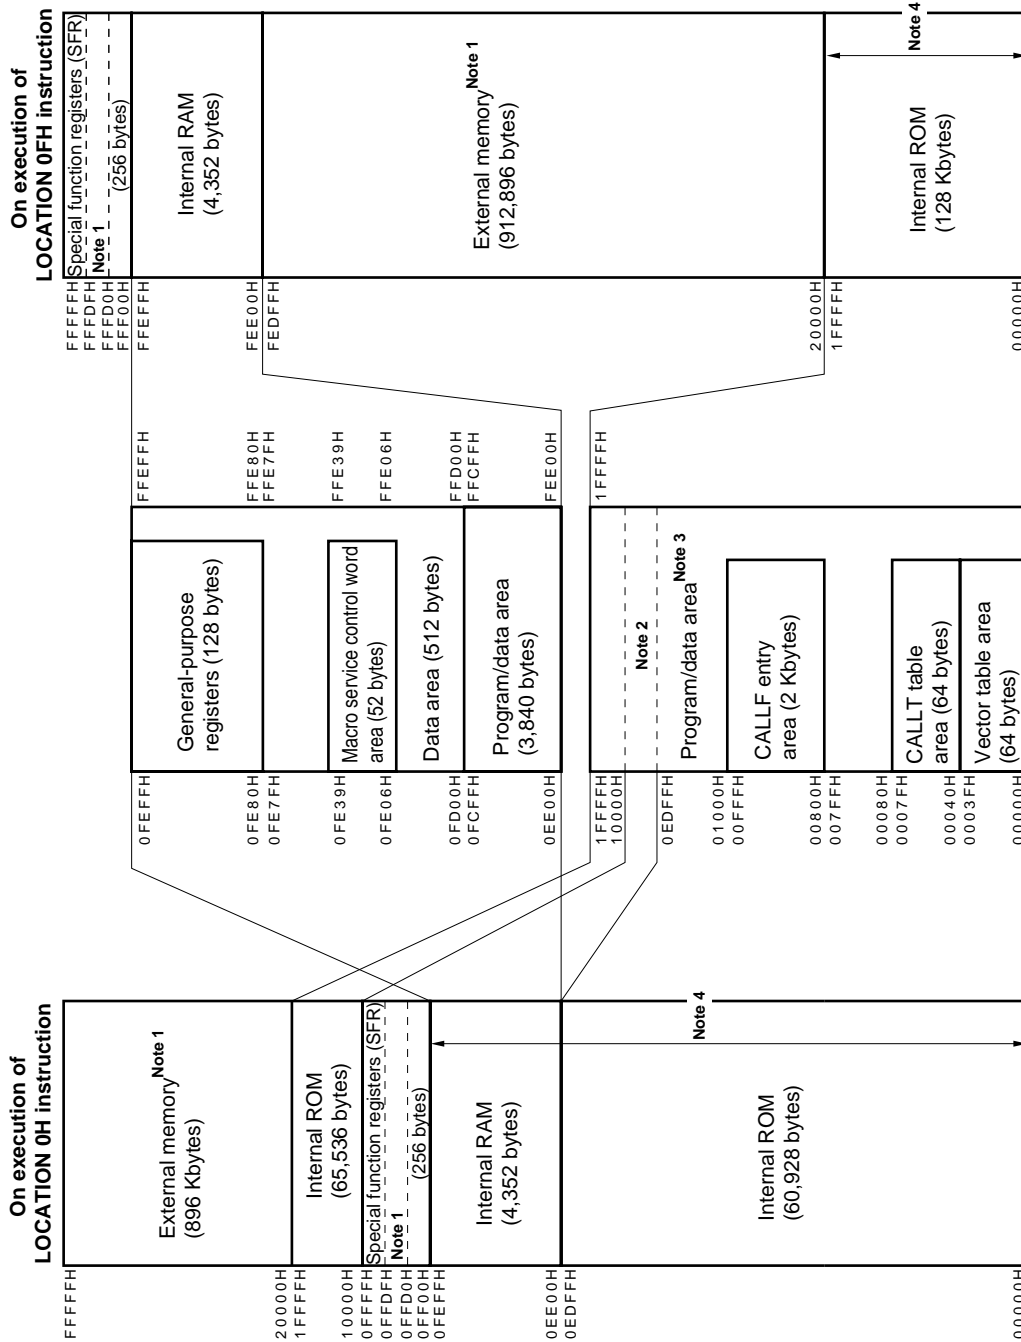 On execution of
LOCATION 0H instruction
FFFFFH
External memory Note 1
(896 Kbytes)
20000H
1FFFFH
Internal ROM
(65,536 bytes)
10000H
0FFFFH
Special function registers (SFR)
0FFDFH
Note 1
0FFD0H
0FF00H
(256 bytes)
0FEFFH
Internal RAM
(4,352 bytes)
0EE00H
0EDFFH
Internal ROM
(60,928 bytes)
00000H
Note 4
0FEFFH
General-purpose
registers (128 bytes)
0FE80H
0FE7FH
0FE39H
Macro service control word
area (52 bytes)
0FE06H
Data area (512 bytes)
0FD00H
0FCFFH
Program/data area
(3,840 bytes)
0EE00H
FFEFFH
FFE80H
FFE7FH
FFE39H
FFE06H
FFD00H
FFCFFH
FEE00H
1FFFFH
1FFFFH
10000H
Note 2
0EDFFH
Program/data area Note 3
01000H
00FFFH
CALLF entry
area (2 Kbytes)
00800H
007FFH
00080H
0007FH
CALLT table
area (64 bytes)
00040H
0003FH
Vector table area
(64 bytes)
00000H
On execution of
LOCATION 0FH instruction
FFFFFH
Special function registers (SFR)
FFFDFH
Note 1
FFFD0H
FFF00H
(256 bytes)
FFEFFH
Internal RAM
(4,352 bytes)
FEE00H
FEDFFH
External memory Note 1
(912,896 bytes)
20000H
1FFFFH
Internal ROM
(128 Kbytes)
00000H
Note 4